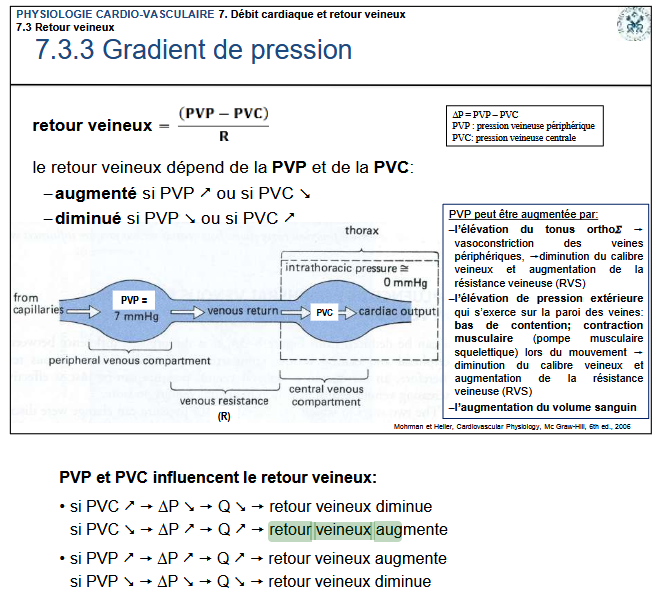 PHYSIOLOGIE CARDIO-VASCULAIRE 7. Débit cardiaque et retour veineux
7.3 Retour veineux
7.3.3 Gradient de pression
retour veineux = (PVP − PVC) / R
ΔP = PVP – PVC
PVP : pression veineuse périphérique
PVC: pression veineuse centrale
le retour veineux dépend de la PVP et de la PVC:
–augmenté si PVP ↗ ou si PVC ↘
–diminué si PVP ↘ ou si PVC ↗
thorax
intrathoracic pressure ≅
0 mmHg
from
capillaries
PVP =
7 mmHg
venous return
PVC
cardiac output
peripheral venous compartment
venous resistance
(R)
central venous
compartment
PVP peut être augmentée par:
–l'élévation du tonus orthoΣ →
vasoconstriction des veines
périphériques, →diminution du calibre
veineux et augmentation de la
résistance veineuse (RVS)
–l'élévation de pression extérieure
qui s'exerce sur la paroi des veines:
bas de contention; contraction
musculaire (pompe musculaire
squelettique) lors du mouvement →
diminution du calibre veineux et
augmentation de la résistance
veineuse (RVS)
–l'augmentation du volume sanguin
Mohrman et Heller, Cardiovascular Physiology, Mc Graw-Hill, 6th ed., 2006
PVP et PVC influencent le retour veineux:
• si PVC ↗ → ΔP ↘ → Q ↘ → retour veineux diminue
si PVC ↘ → ΔP ↗ → Q ↗ → retour veineux augmente
• si PVP ↗ → ΔP ↗ → Q ↗ → retour veineux augmente
si PVP ↘ → ΔP ↘ → Q ↘ → retour veineux diminue